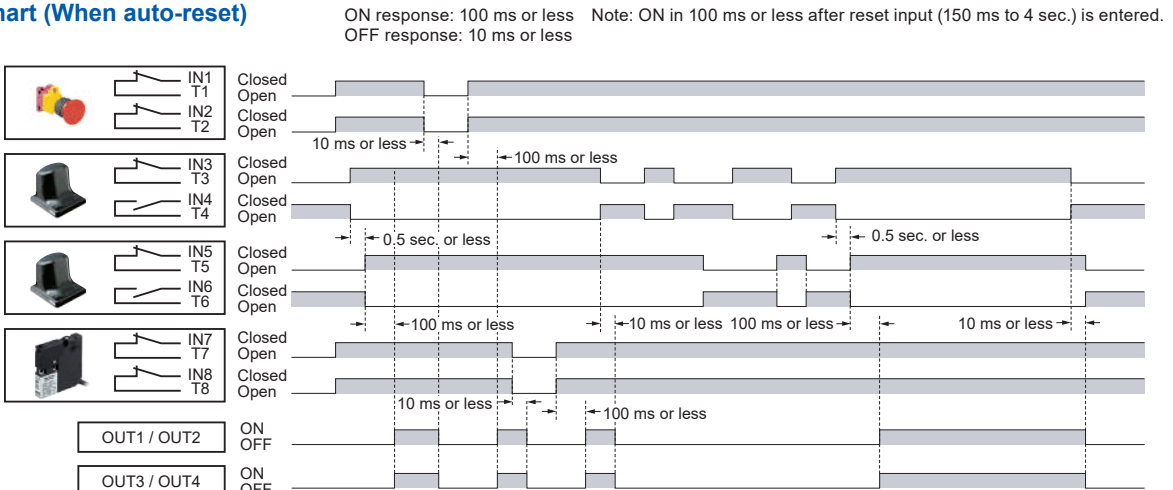 hart (When auto-reset)
ON response: 100 ms or less Note: ON in 100 ms or less after reset input (150 ms to 4 sec.) is entered.
OFF response: 10 ms or less
IN1 Closed
T1 Open
IN2 Closed
T2 Open
10 ms or less
100 ms or less
IN3 Closed
T3 Open
IN4 Closed
T4 Open
0.5 sec. or less 0.5 sec. or less
IN5 Closed
T5 Open
IN6 Closed
T6 Open
100 ms or less 10 ms or less 100 ms or less 10 ms or less
IN7 Closed
T7 Open
IN8 Closed
T8 Open
10 ms or less
100 ms or less
OUT1 / OUT2 ON
OFF
OUT3 / OUT4 ON
OFF